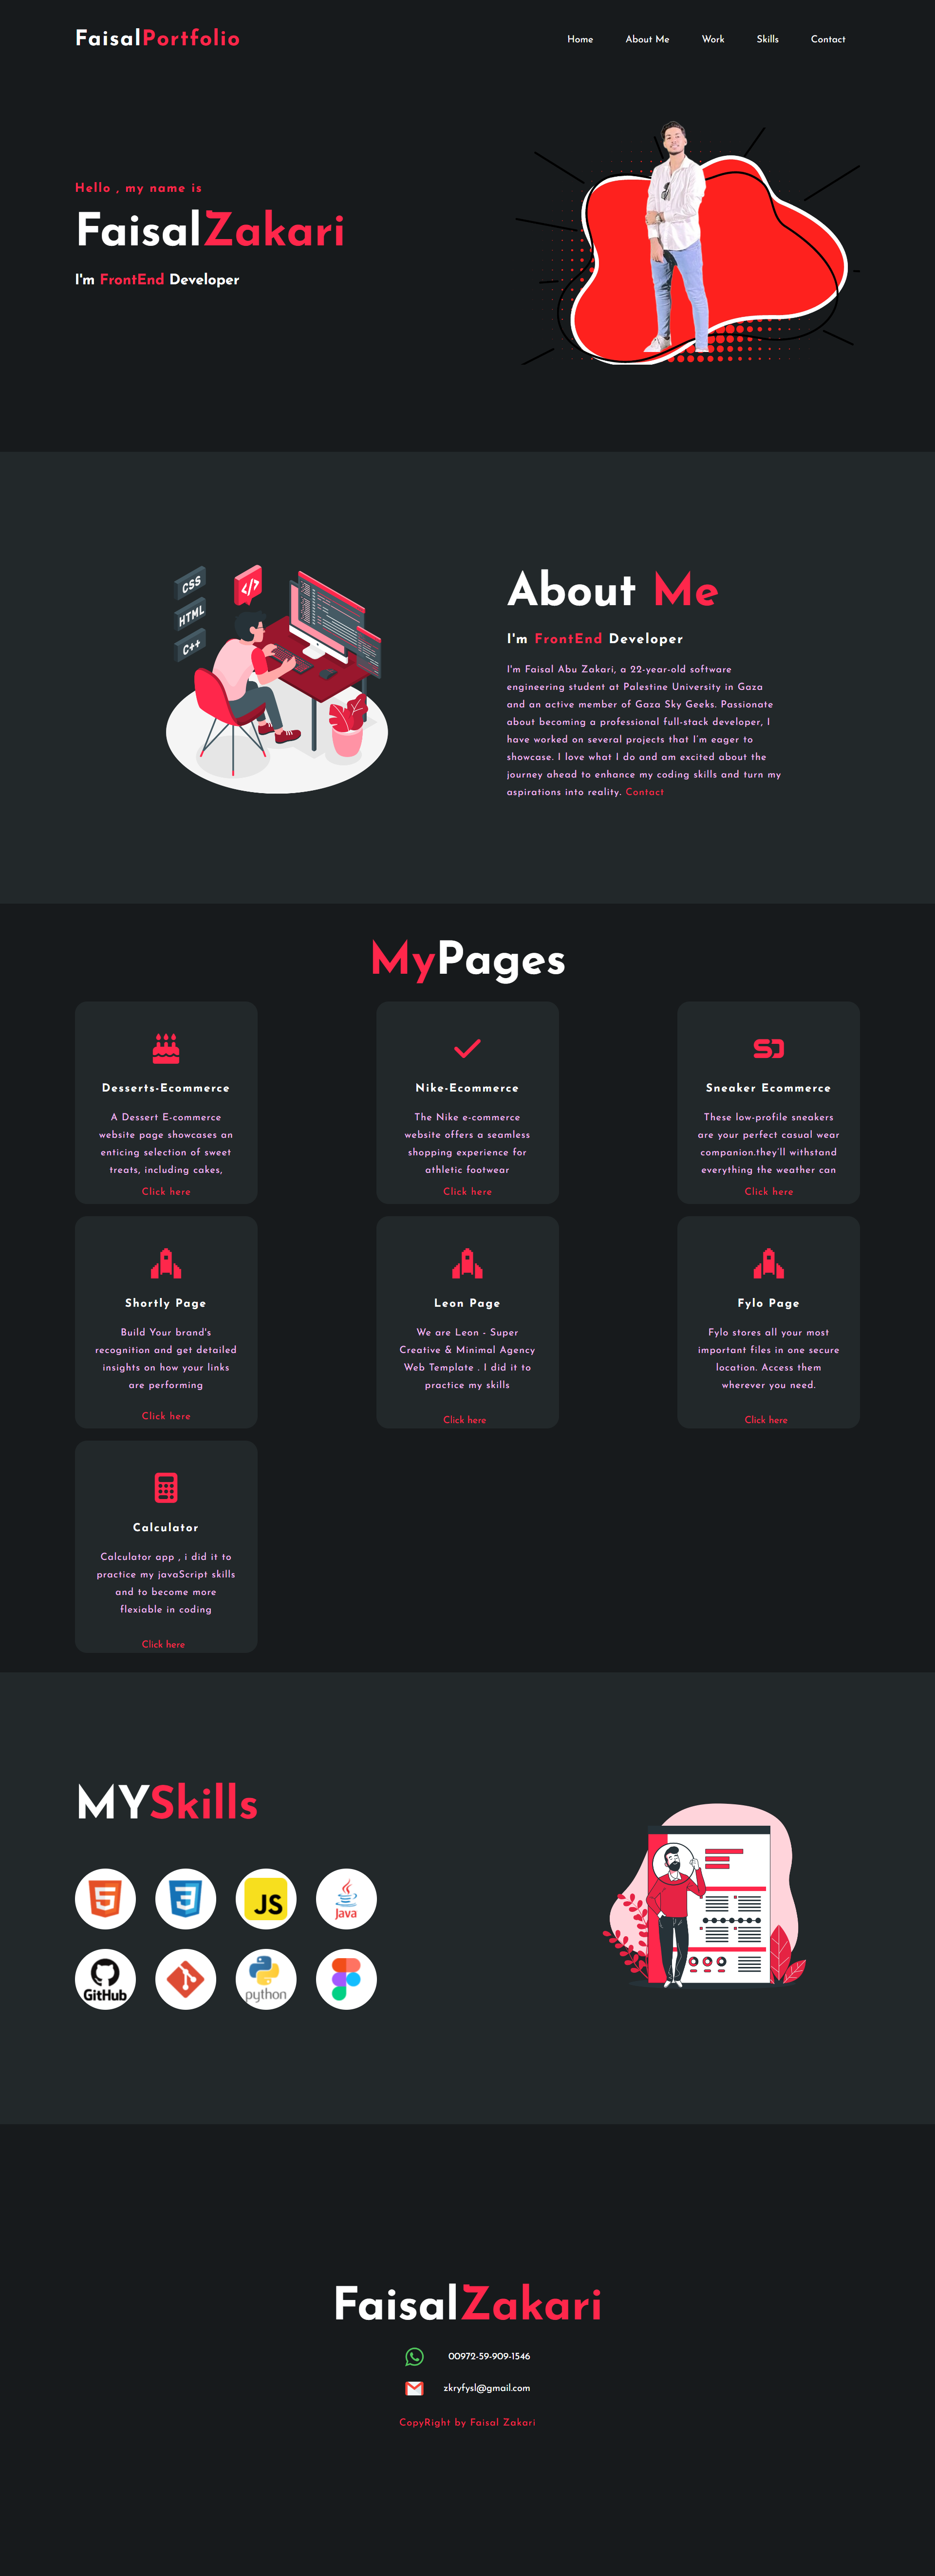 FaisalPortfolio
Home
About Me
Work
Skills
Contact
Hello , my name is
FaisalZakari
I'm FrontEnd Developer
CSS
</>
HTML
C++
About Me
I'm FrontEnd Developer
I'm Faisal Abu Zakari, a 22-year-old software
engineering student at Palestine University in Gaza
and an active member of Gaza Sky Geeks. Passionate
about becoming a professional full-stack developer, I
have worked on several projects that I'm eager to
showcase. I love what I do and am excited about the
journey ahead to enhance my coding skills and turn my
aspirations into reality. Contact
MyPages
Desserts-Ecommerce
A Dessert E-commerce
website page showcases an
enticing selection of sweet
treats, including cakes,
Click here
Nike-Ecommerce
The Nike e-commerce
website offers a seamless
shopping experience for
athletic footwear
Click here
Sneaker Ecommerce
These low-profile sneakers
are your perfect casual wear
companion.they'll withstand
everything the weather can
Click here
Shortly Page
Build Your brand's
recognition and get detailed
insights on how your links
are performing
Click here
Leon Page
We are Leon - Super
Creative & Minimal Agency
Web Template . I did it to
practice my skills
Click here
Fylo Page
Fylo stores all your most
important files in one secure
location. Access them
wherever you need.
Click here
Calculator
Calculator app , i did it to
practice my javaScript skills
and to become more
flexiable in coding
Click here
MYSkills
5
3
JS
Java
GitHub
python
FaisalZakari
00972-59-909-1546
zkryfysl@gmail.com
CopyRight by Faisal Zakari